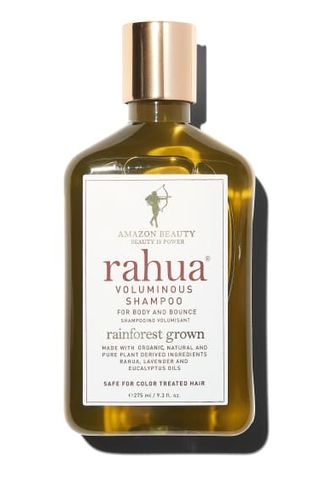 AMAZON BEAUTY
BEAUTY IS POWER
rahua®
VOLUMINOUS
SHAMPOO
FOR BODY AND BOUNCE
SHAMPOOING VOLUMISANT
rainforest grown
MADE WITH ORGANIC, NATURAL AND
PURE PLANT DERIVED INGREDIENTS
RAHUA, LAVENDER AND
EUCALYPTUS OILS
SAFE FOR COLOR TREATED HAIR
℮275 ml / 9.3 fl. oz.